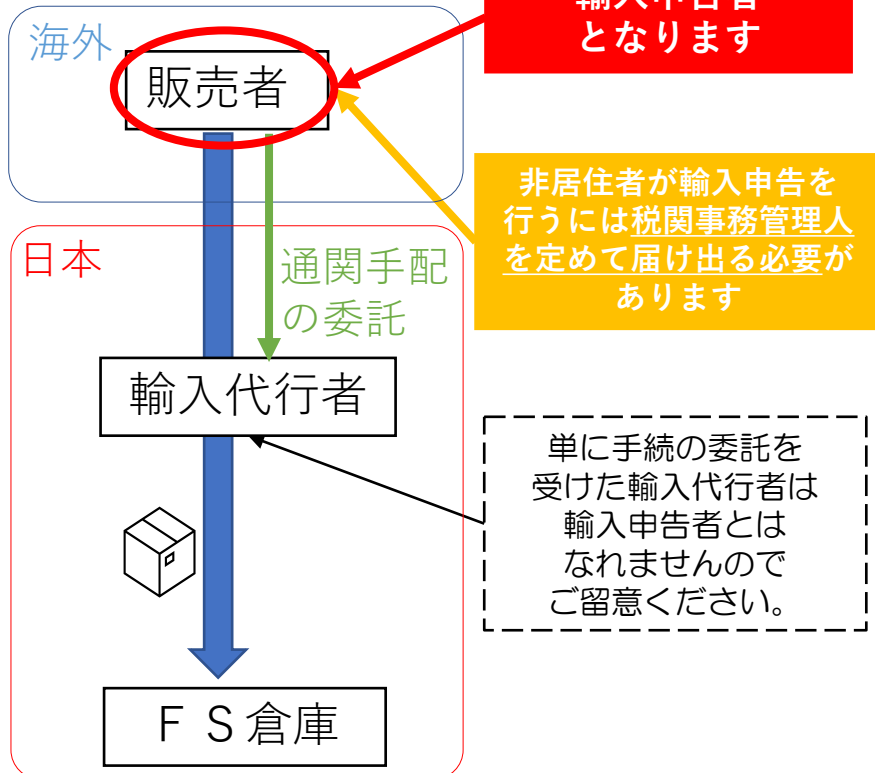 輸入申告者
となります
海外
販売者
非居住者が輸入申告を
行うには税関事務管理人
を定めて届け出る必要が
あります
日本
通関手配
の委託
輸入代行者
単に手続の委託を
受けた輸入代行者は
輸入申告者とは
なれませんので
ご留意ください。
ＦＳ倉庫